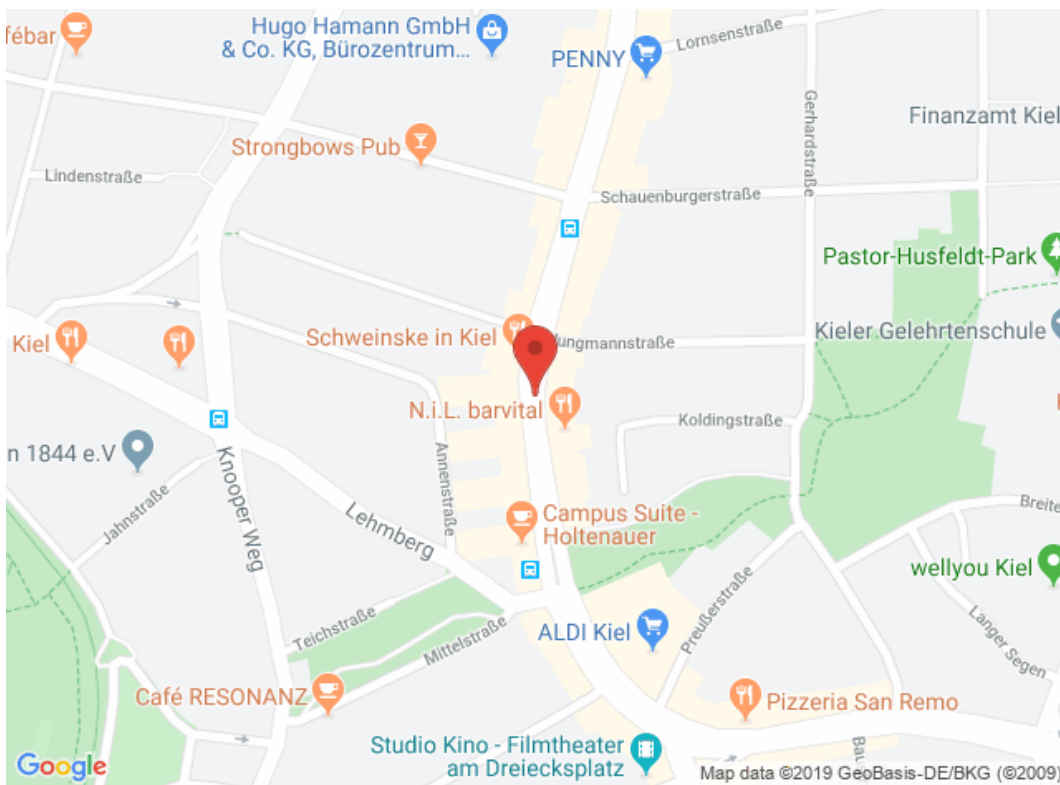 fébar
Hugo Hamann GmbH
& Co. KG, Bürozentrum...
PENNY
Lornsenstraße
Gerhardstraße
Finanzamt Kiel
Strongbows Pub
Lindenstraße
Schauenburgerstraße
Pastor-Husfeldt-Park
Kiel
Schweinske in Kiel
Jungmannstraße
Kieler Gelehrtenschule
N.i.L. barvital
Koldingstraße
n 1844 e.V
Annenstraße
Jahnstraße
Knooper Weg
Lehmberg
Campus Suite -
Holtenauer
Breite
wellyou Kiel
Preußerstraße
Teichstraße
Mittelstraße
ALDI Kiel
Langer Segen
Café RESONANZ
Pizzeria San Remo
Studio Kino - Filmtheater
am Dreiecksplatz
Bau
Google
Map data ©2019 GeoBasis-DE/BKG (©2009)